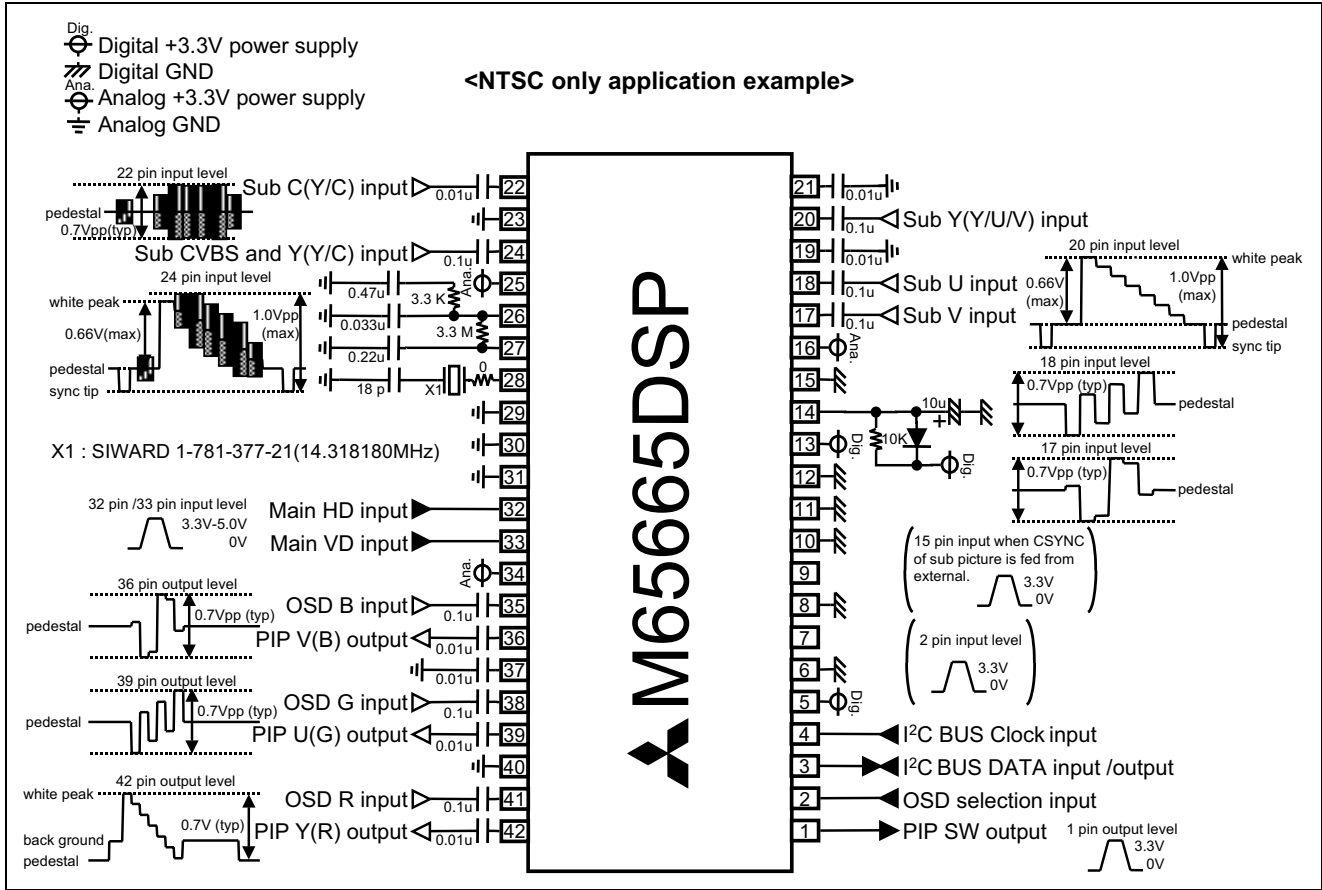 Dig.
Digital +3.3V power supply
Digital GND
Ana.
Analog +3.3V power supply
Analog GND
<NTSC only application example>
M65665DSP
22 pin input level
pedestal
0.7Vpp(typ)
Sub C(Y/C) input
0.01u
22
23
Sub CVBS and Y(Y/C) input
0.1u
24
24 pin input level
white peak
0.66V(max)
1.0Vpp
(max)
pedestal
sync tip
Ana.
25
0.47u
3.3 K
26
0.033u
3.3 M
27
0.22u
0
28
18 p
X1
29
30
X1 : SIWARD 1-781-377-21(14.318180MHz)
31
32 pin /33 pin input level
3.3V-5.0V
0V
Main HD input
32
Main VD input
33
Ana.
34
36 pin output level
0.7Vpp (typ)
pedestal
OSD B input
0.1u
35
PIP V(B) output
0.01u
36
0.01u
37
39 pin output level
0.7Vpp (typ)
pedestal
OSD G input
0.1u
38
PIP U(G) output
0.01u
39
40
42 pin output level
white peak
0.7V (typ)
back ground
pedestal
OSD R input
0.1u
41
PIP Y(R) output
0.01u
42
21
0.01u
20
0.1u
Sub Y(Y/U/V) input
19
0.01u
18
0.1u
Sub U input
17
0.1u
Sub V input
20 pin input level
white peak
0.66V
(max)
1.0Vpp
(max)
pedestal
sync tip
16
Ana.
15
18 pin input level
0.7Vpp (typ)
pedestal
14
10u
+
10K
Dig.
13
Dig.
12
17 pin input level
0.7Vpp (typ)
pedestal
11
10
9
15 pin input when CSYNC
of sub picture is fed from
external.
3.3V
0V
8
7
2 pin input level
3.3V
0V
6
5
Dig.
4
I²C BUS Clock input
3
I²C BUS DATA input /output
2
OSD selection input
1
PIP SW output
1 pin output level
3.3V
0V